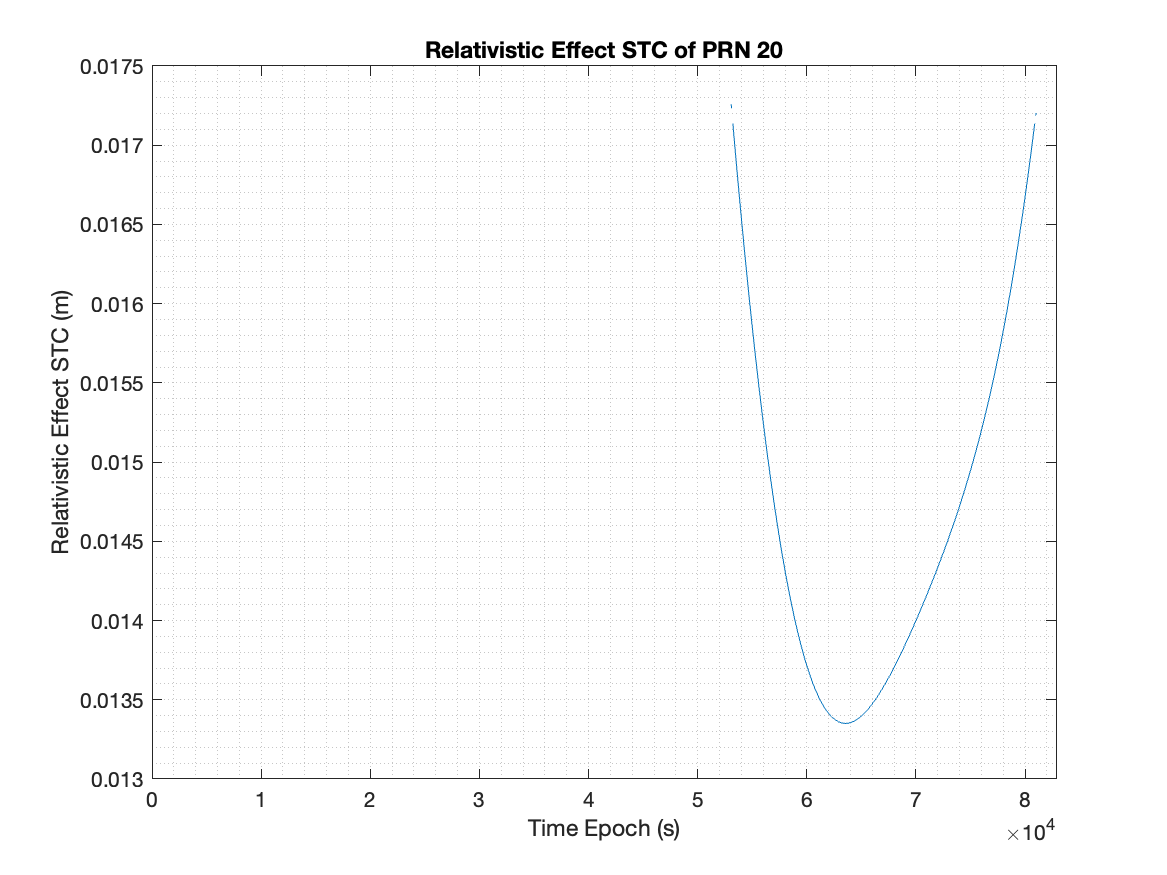 Relativistic Effect STC of PRN 20
0.0175
0.017
0.0165
0.016
0.0155
0.015
0.0145
0.014
0.0135
0.013
Relativistic Effect STC (m)
0 1 2 3 4 5 6 7 8
Time Epoch (s)
×10⁴